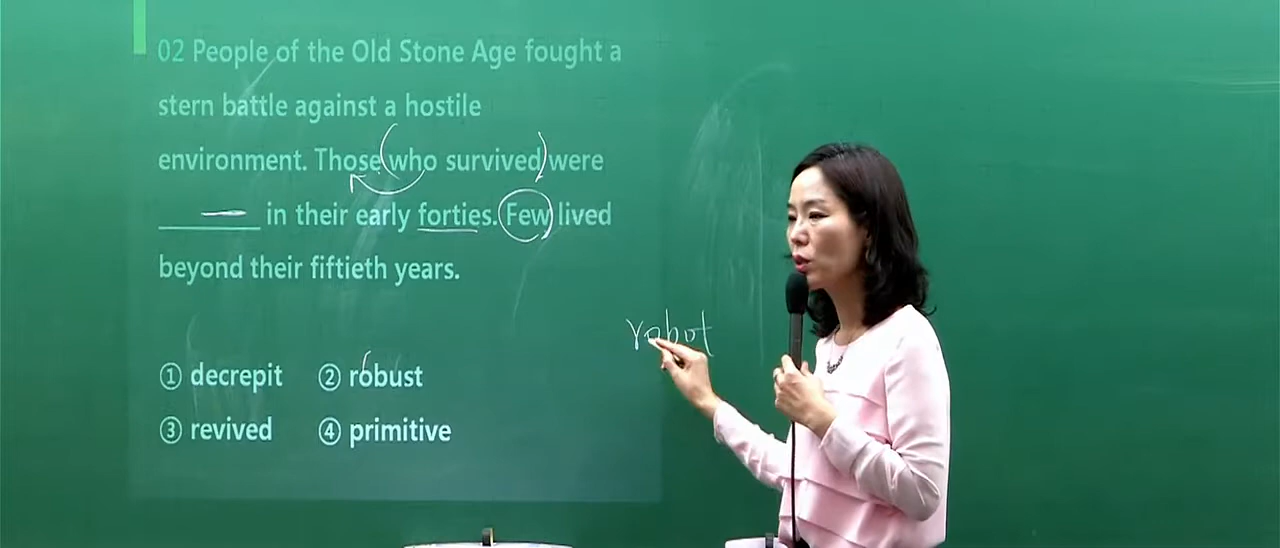 02 People of the Old Stone Age fought a
stern battle against a hostile
environment. Those who survived were
________ in their early forties. Few lived
beyond their fiftieth years.
robot
① decrepit ② robust
③ revived ④ primitive